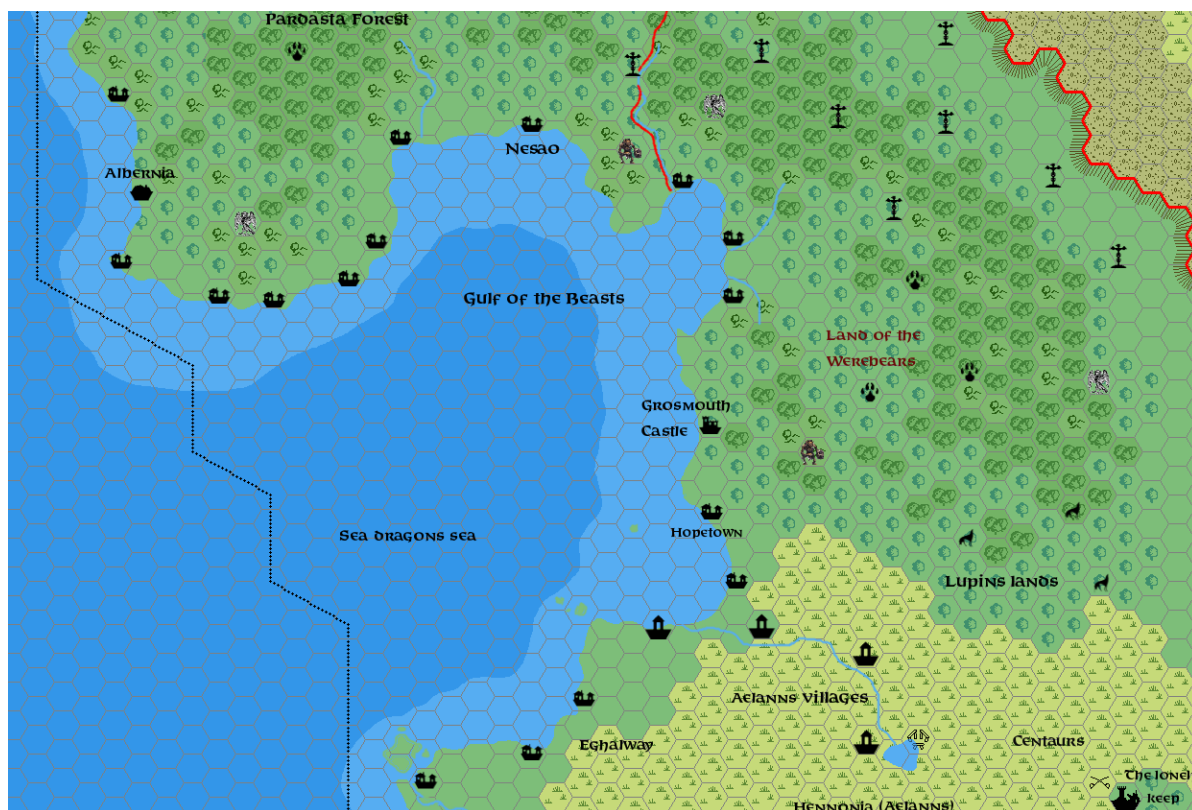 Pardasta Forest
Nesao
Albernia
Gulf of the Beasts
Land of the
Werebears
Grosmouth
Castle
Hopetown
Sea dragons sea
Lupins lands
Aelanns villages
Eghalway
Centaurs
The lonel
keep
Hennonia (Aelanns)